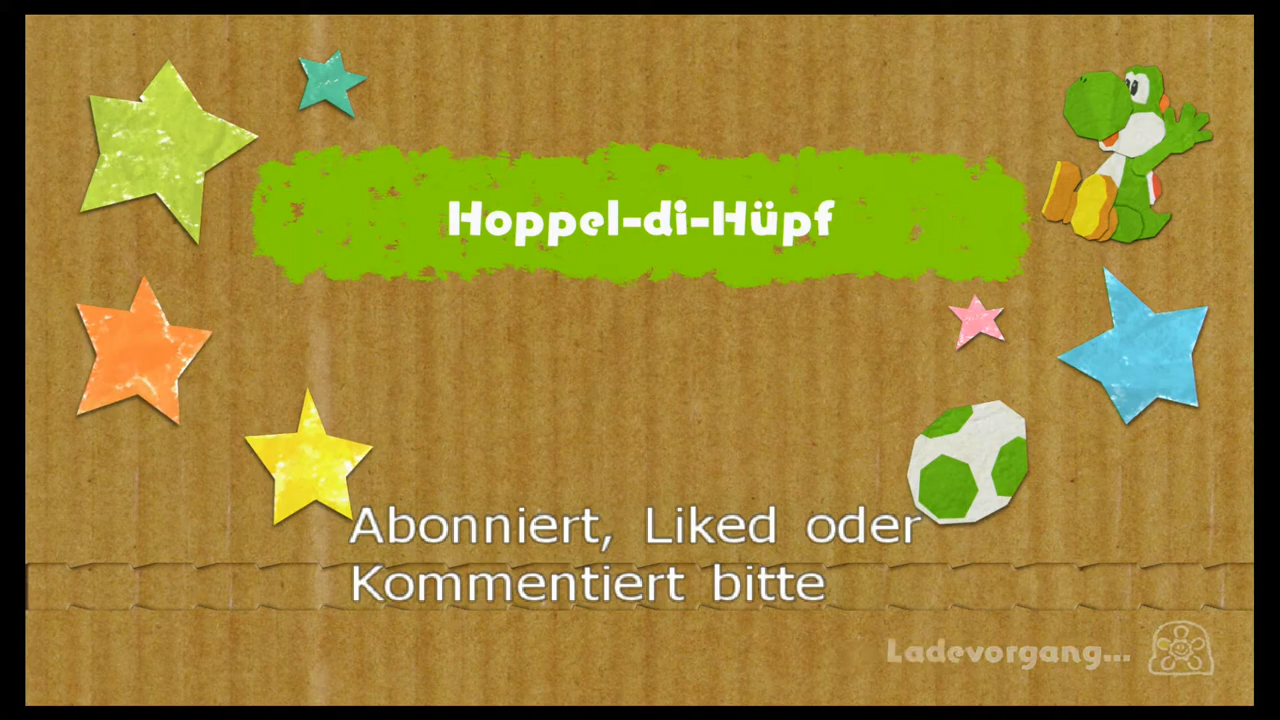 Hoppel-di-Hüpf
Abonniert, Liked oder
Kommentiert bitte
Ladevorgang...